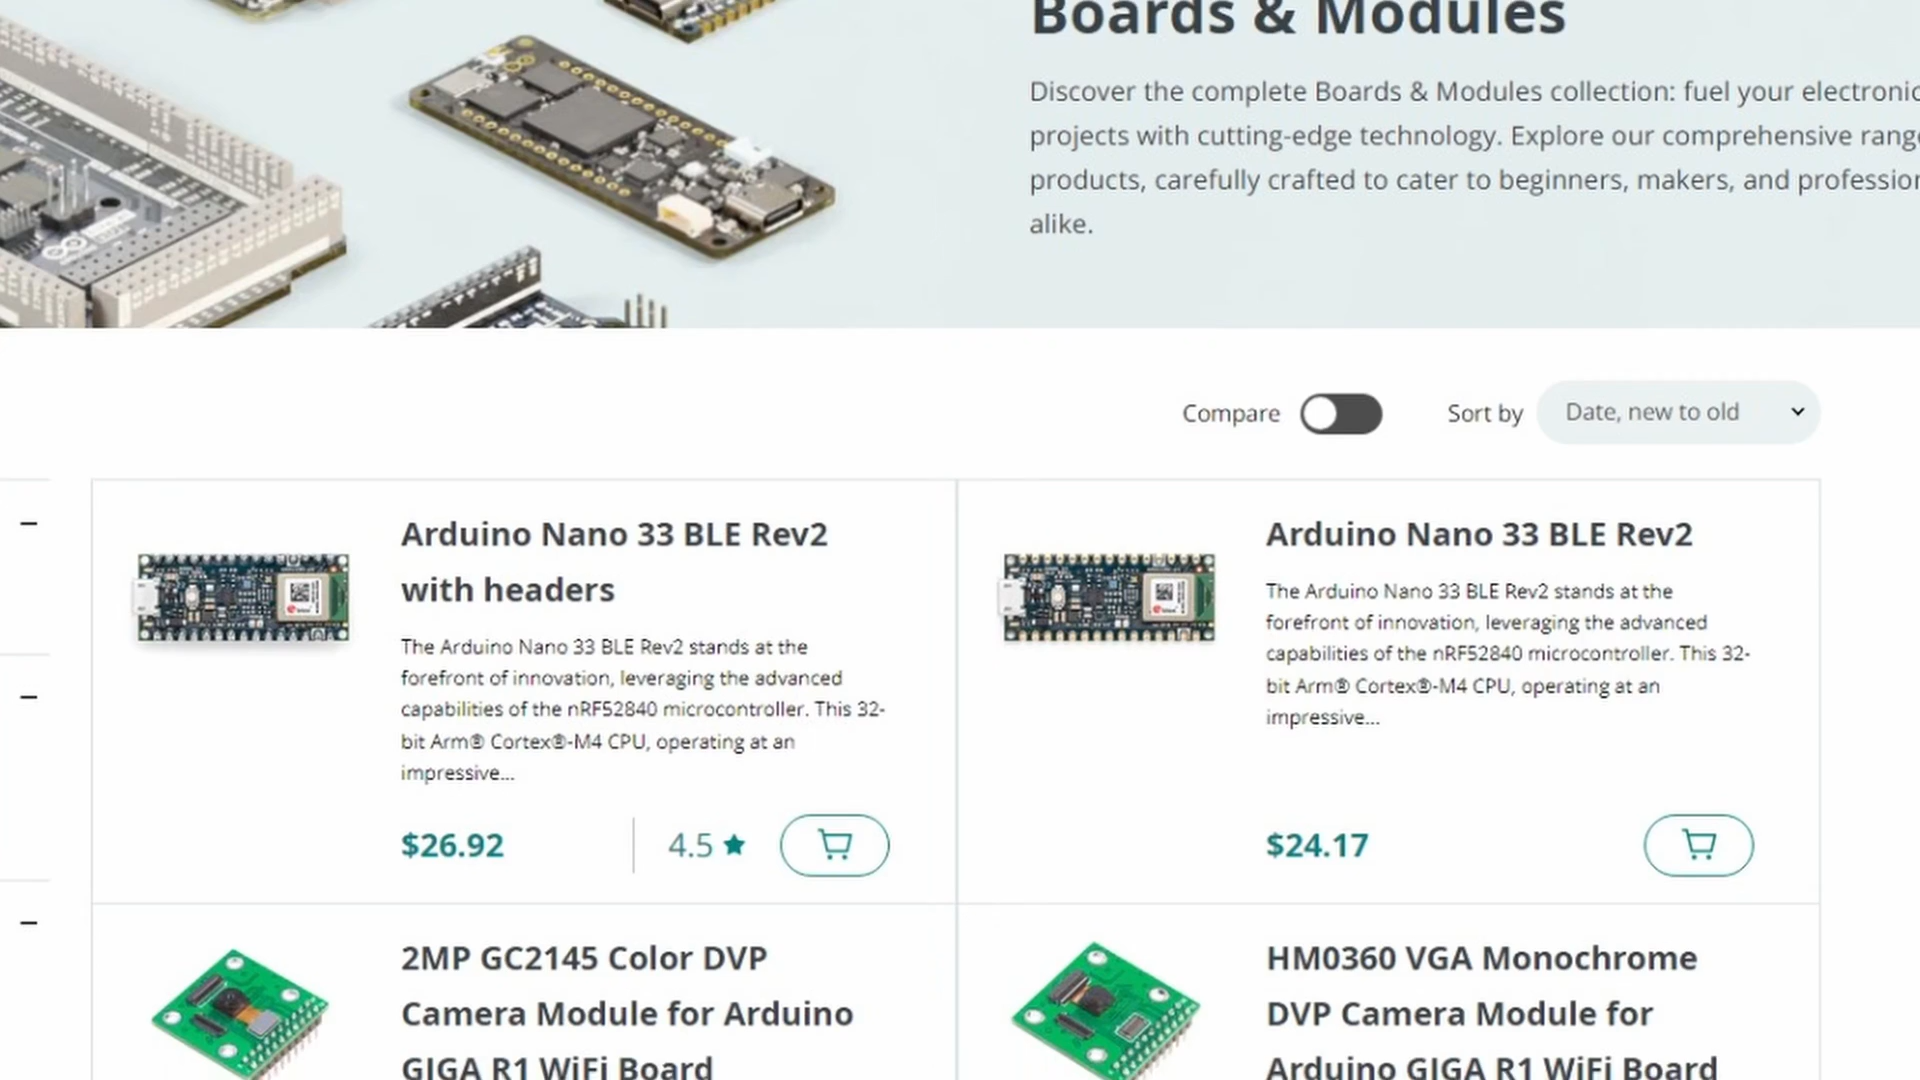 Boards & Modules
Discover the complete Boards & Modules collection: fuel your electronic
projects with cutting-edge technology. Explore our comprehensive rang
products, carefully crafted to cater to beginners, makers, and profession
alike.
Compare
Sort by
Date, new to old
Arduino Nano 33 BLE Rev2
with headers
The Arduino Nano 33 BLE Rev2 stands at the
forefront of innovation, leveraging the advanced
capabilities of the nRF52840 microcontroller. This 32-
bit Arm® Cortex®-M4 CPU, operating at an
impressive...
$26.92
4.5
Arduino Nano 33 BLE Rev2
The Arduino Nano 33 BLE Rev2 stands at the
forefront of innovation, leveraging the advanced
capabilities of the nRF52840 microcontroller. This 32-
bit Arm® Cortex®-M4 CPU, operating at an
impressive...
$24.17
2MP GC2145 Color DVP
Camera Module for Arduino
GIGA R1 WiFi Board
HM0360 VGA Monochrome
DVP Camera Module for
Arduino GIGA R1 WiFi Board